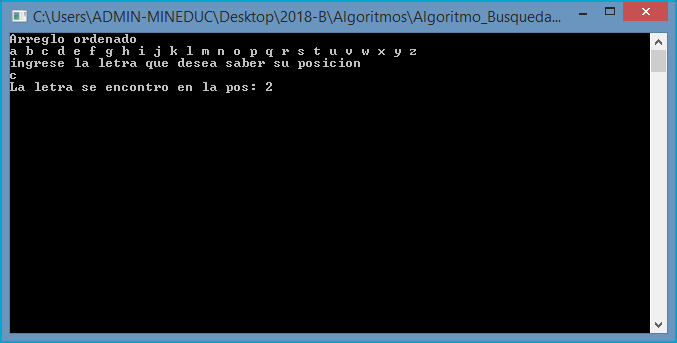 C:\Users\ADMIN-MINEDUC\Desktop\2018-B\Algoritmos\Algoritmo_Busqueda...
Arreglo ordenado
a b c d e f g h i j k l m n o p q r s t u v w x y z
ingrese la letra que desea saber su posicion
c
La letra se encontro en la pos: 2